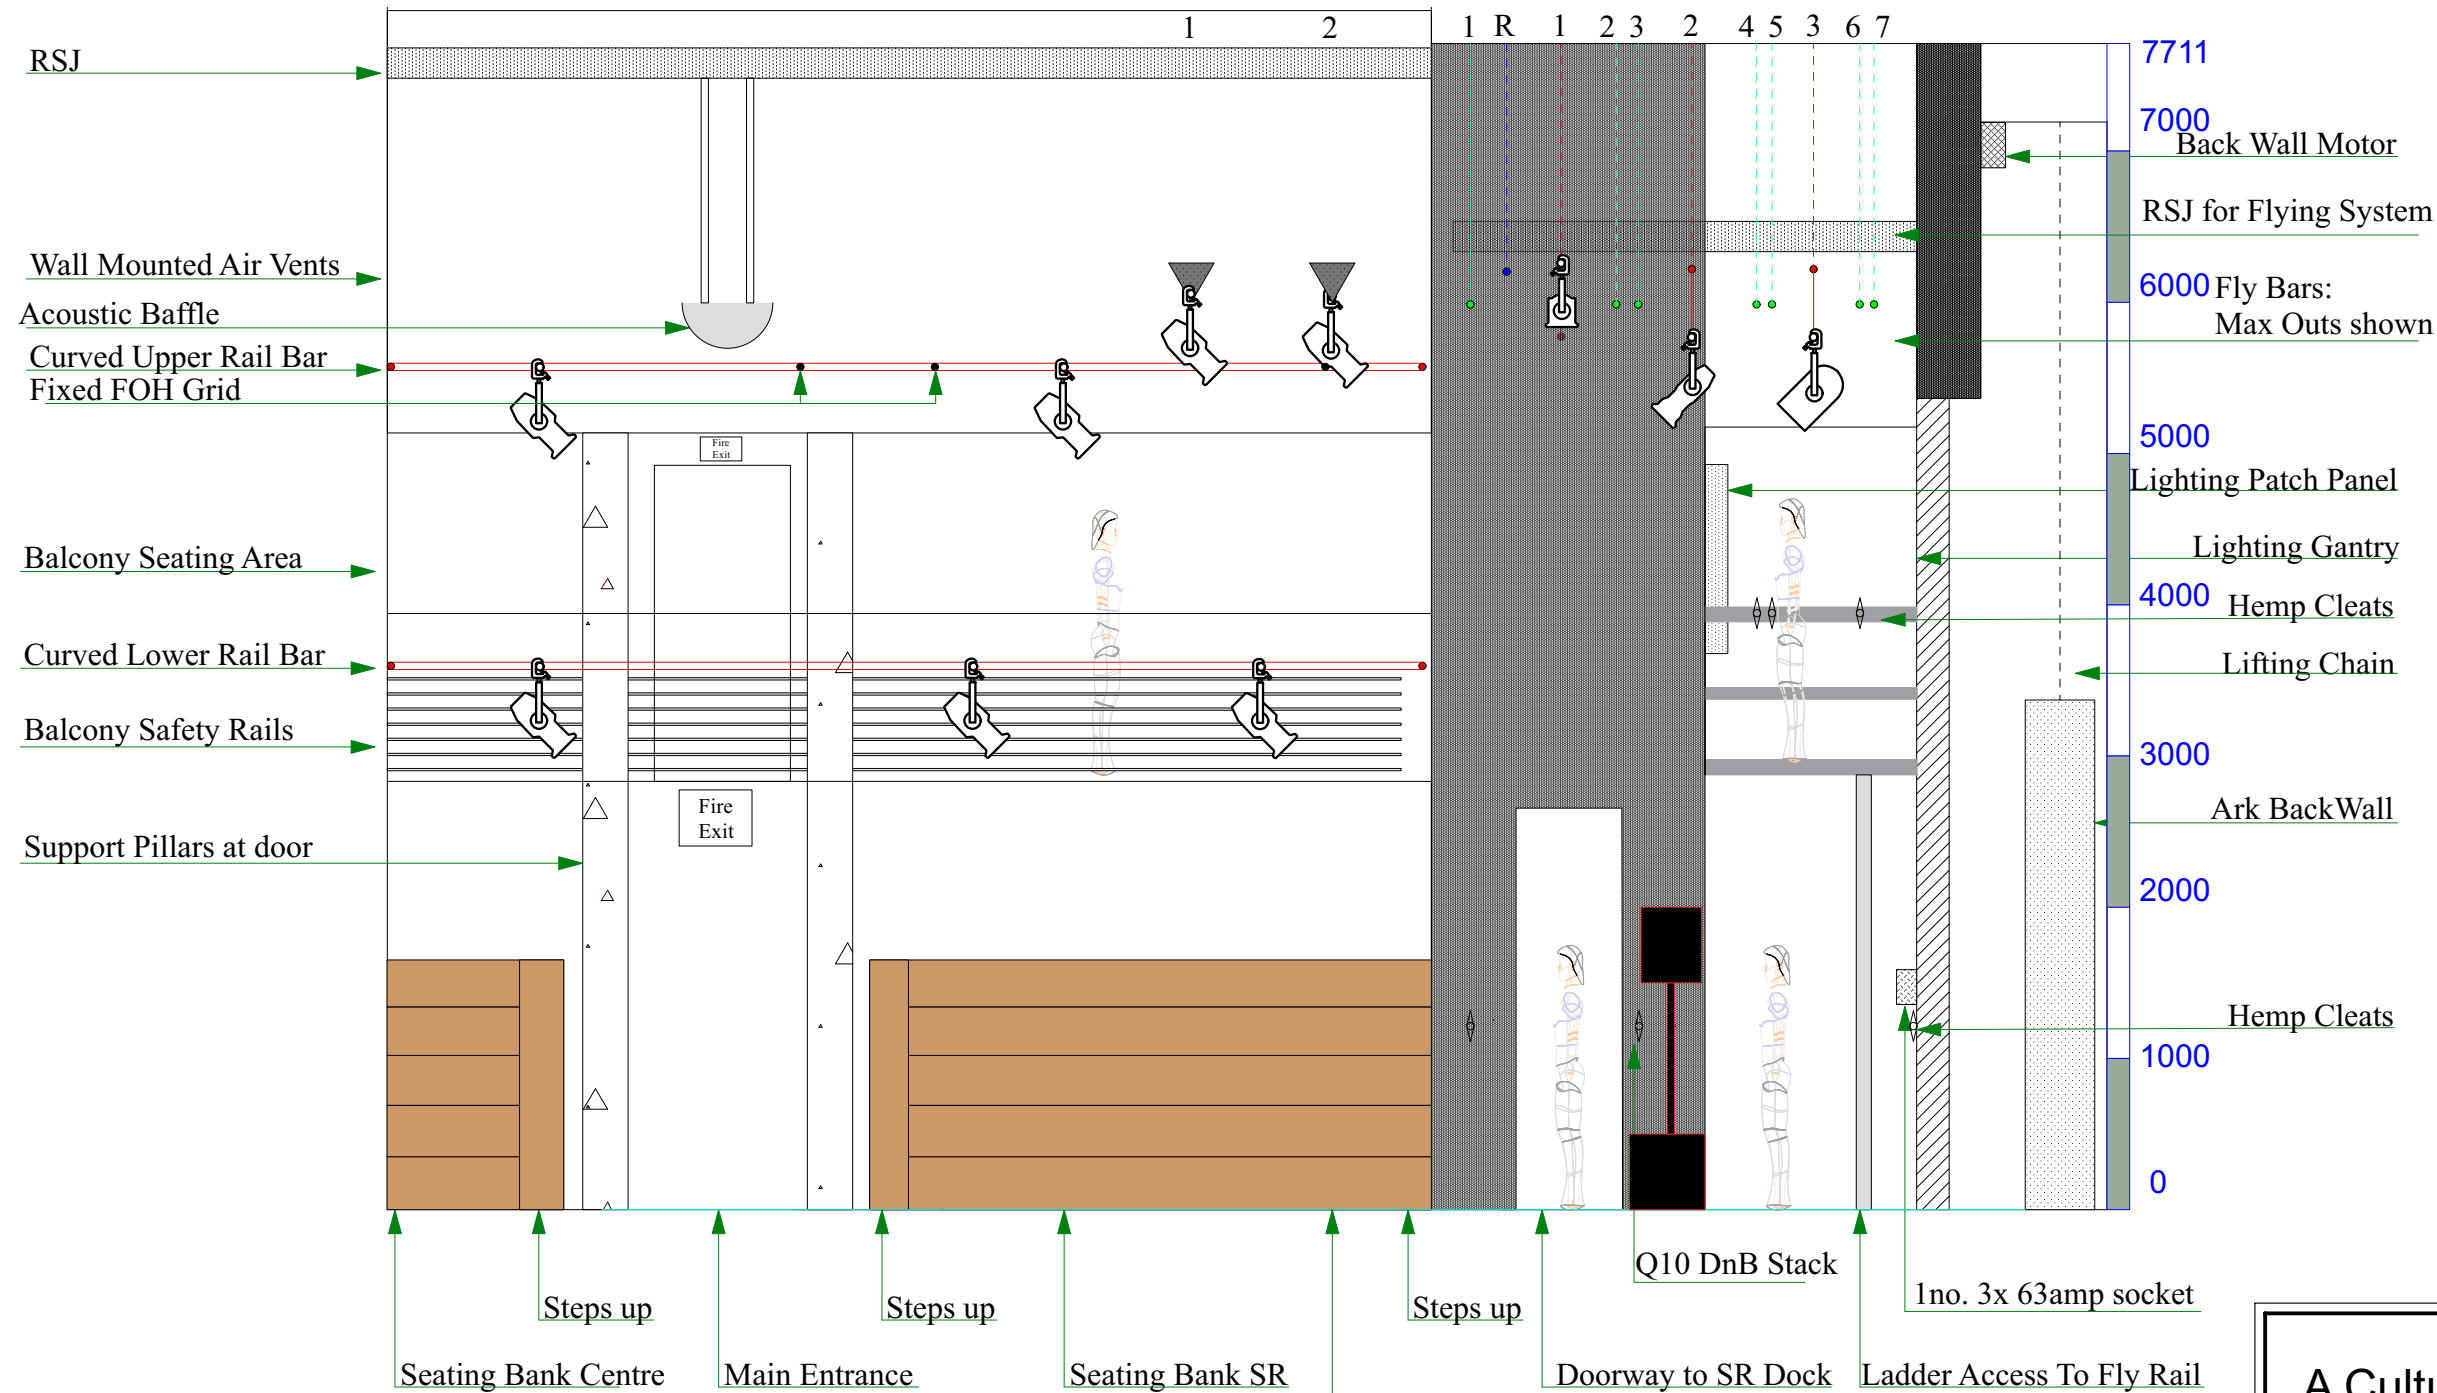 1 2 1 R 1 2 3 2 4 5 3 6 7
RSJ
7711
7000
Back Wall Motor
RSJ for Flying System
Wall Mounted Air Vents
6000
Fly Bars:
Max Outs shown
Acoustic Baffle
Curved Upper Rail Bar
Fixed FOH Grid
Fire
Exit
5000
Lighting Patch Panel
Balcony Seating Area
Lighting Gantry
4000
Hemp Cleats
Curved Lower Rail Bar
Lifting Chain
Balcony Safety Rails
3000
Fire
Exit
Ark BackWall
Support Pillars at door
2000
Hemp Cleats
1000
0
Q10 DnB Stack
1no. 3x 63amp socket
Steps up
Steps up
Steps up
Seating Bank Centre
Main Entrance
Seating Bank SR
Doorway to SR Dock
Ladder Access To Fly Rail